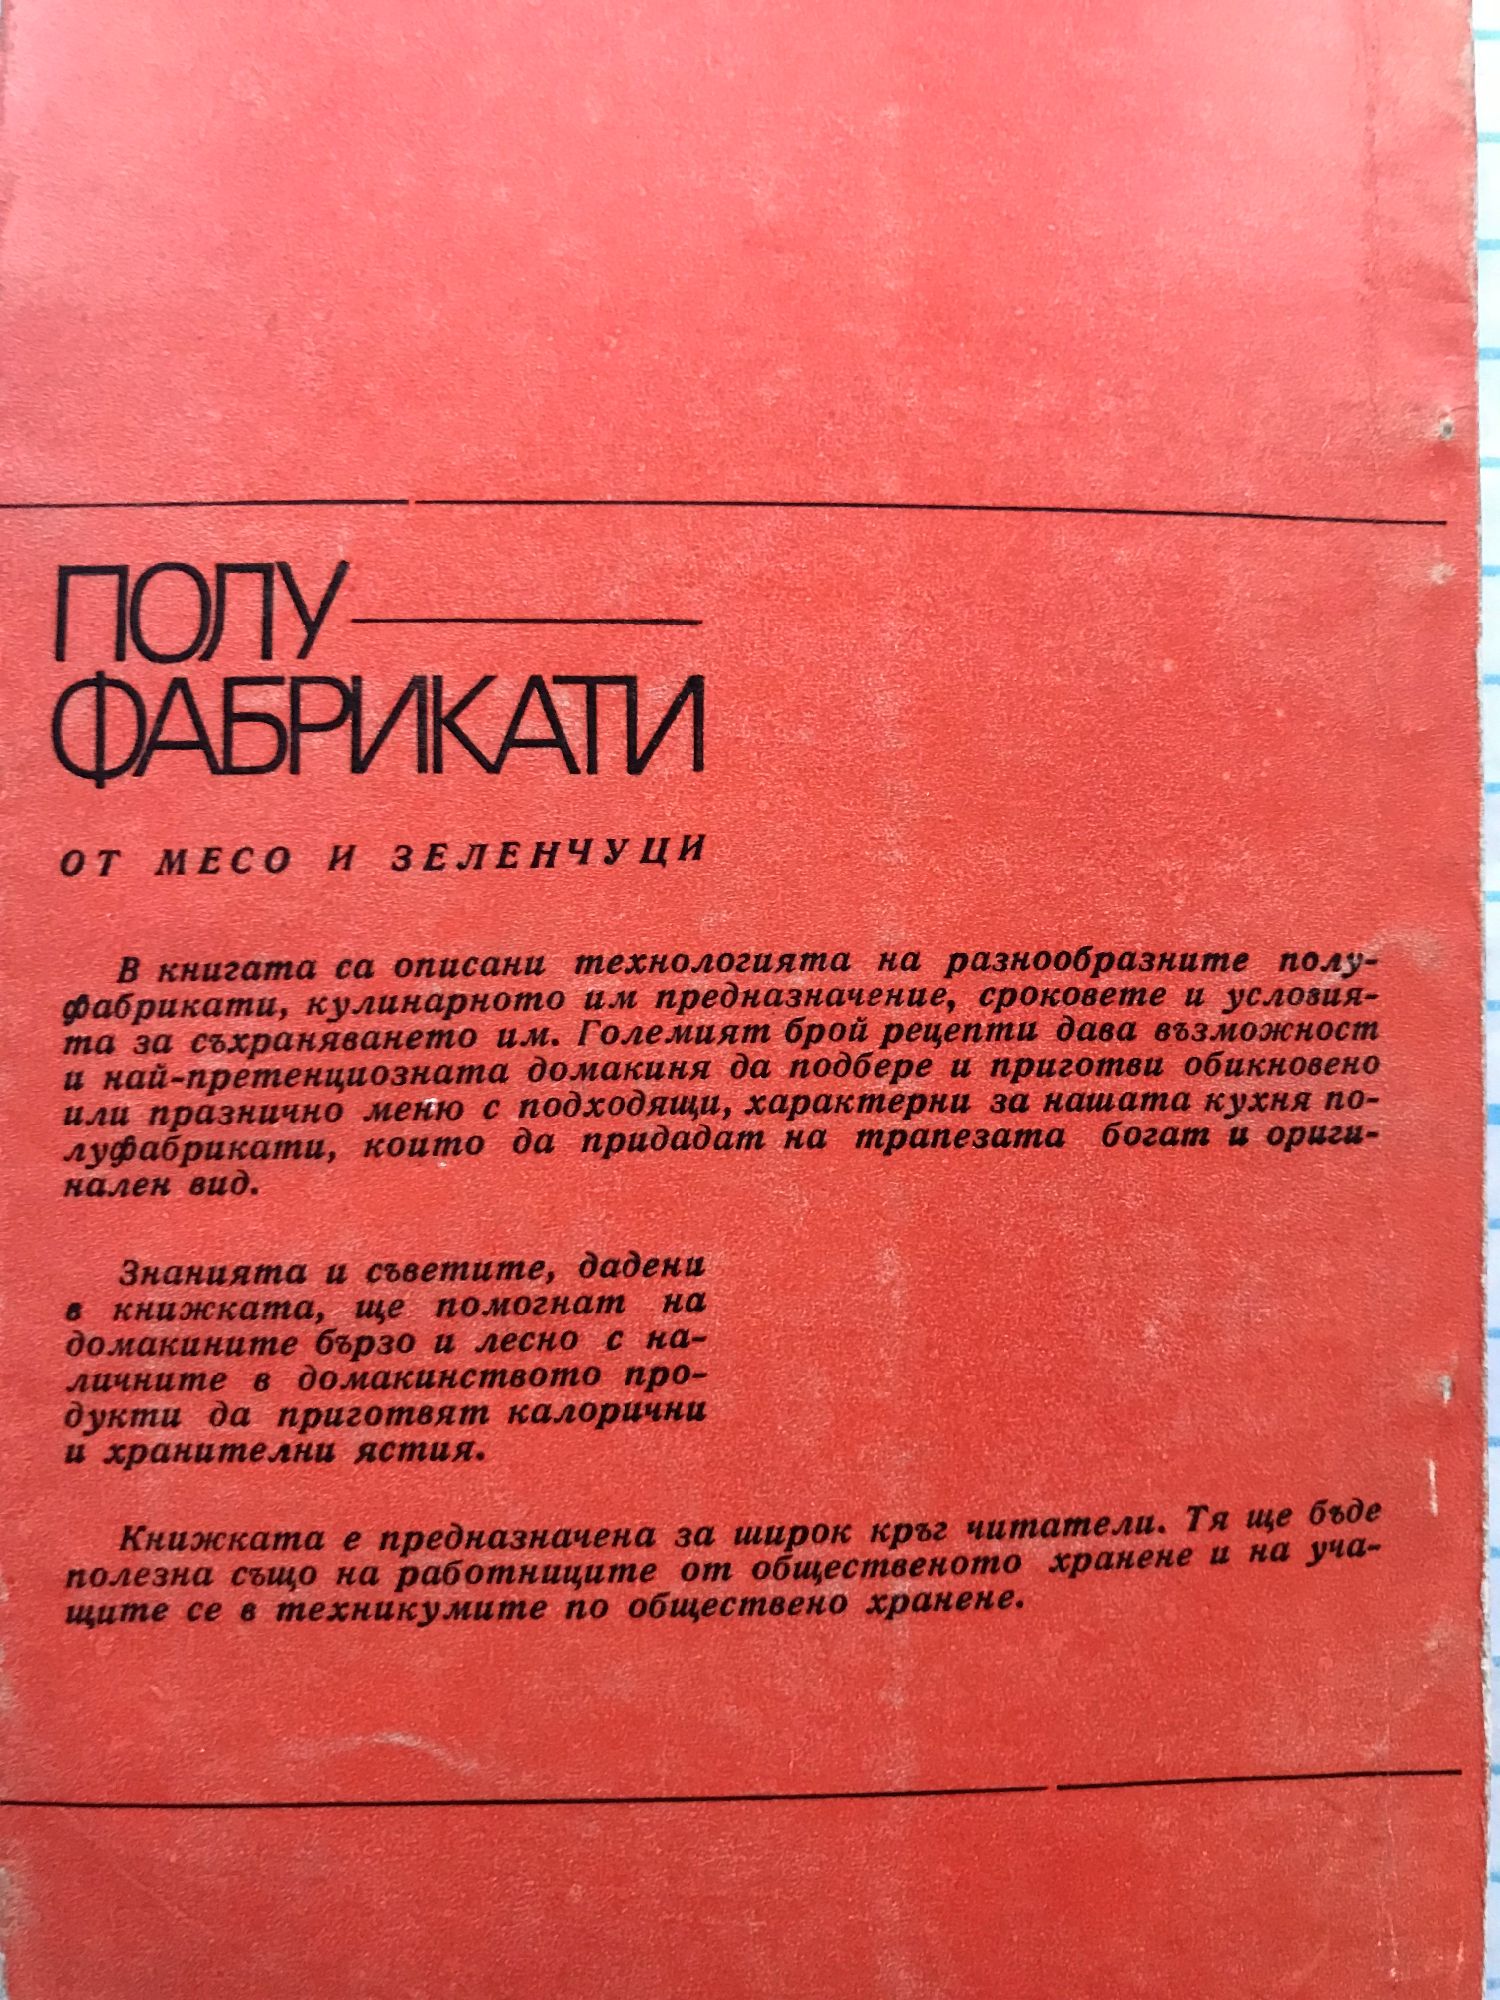 ПОЛУ
ФАБРИКАТИ
ОТ МЕСО И ЗЕЛЕНЧУЦИ
В книгата са описани технологията на разнообразните полу-
фабрикати, кулинарното им предназначение, сроковете и условия-
та за съхраняването им. Големият брой рецепти дава възможност
и най-претенциозната домакиня да подбере и приготви обикновено
или празнично меню с подходящи, характерни за нашата кухня по-
луфабрикати, които да придадат на трапезата богат и ориги-
нален вид.
Знанията и съветите, дадени
в книжката, ще помогнат на
домакините бързо и лесно с на-
личните в домакинството про-
дукти да приготвят калорични
и хранителни ястия.
Книжката е предназначена за широк кръг читатели. Тя ще бъде
полезна също на работниците от общественото хранене и на уча-
щите се в техникумите по обществено хранене.